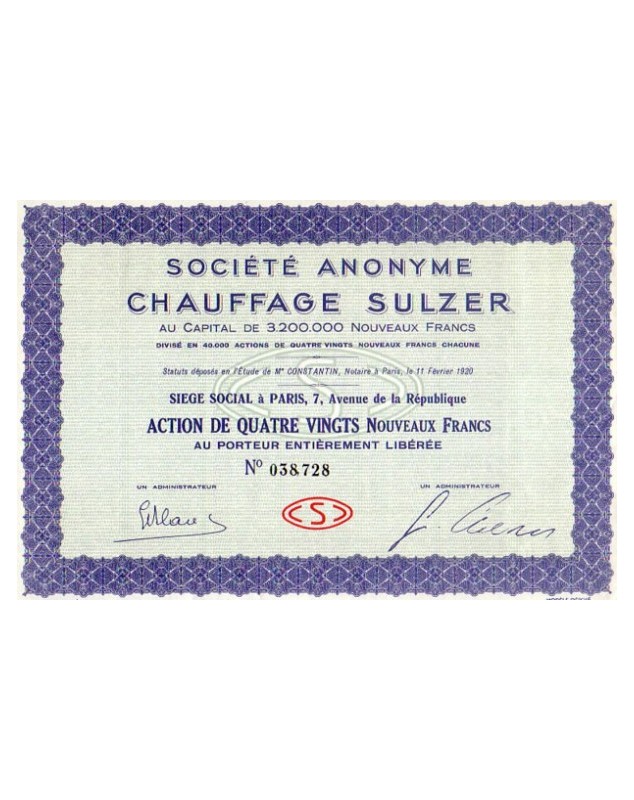 SOCIÉTÉ ANONYME
CHAUFFAGE SULZER
AU CAPITAL DE 3.200.000 NOUVEAUX FRANCS
DIVISÉ EN 40.000 ACTIONS DE QUATRE VINGTS NOUVEAUX FRANCS CHACUNE
Statuts déposés en l'Étude de Me CONSTANTIN, Notaire à Paris, le 11 Février 1920
SIEGE SOCIAL à PARIS, 7, Avenue de la République
ACTION DE QUATRE VINGTS NOUVEAUX FRANCS
AU PORTEUR ENTIÈREMENT LIBÉRÉE
No 038728
UN ADMINISTRATEUR UN ADMINISTRATEUR
CSC